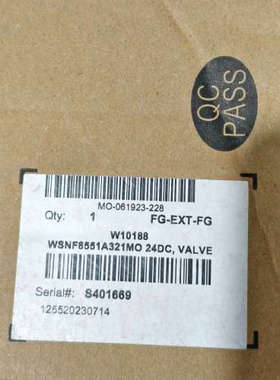 QC
PASS
MO-061923-228
Qty: 1 FG-EXT-FG
W10188
WSNF8551A321MO 24DC, VALVE
Serial#: S401669
125520230714